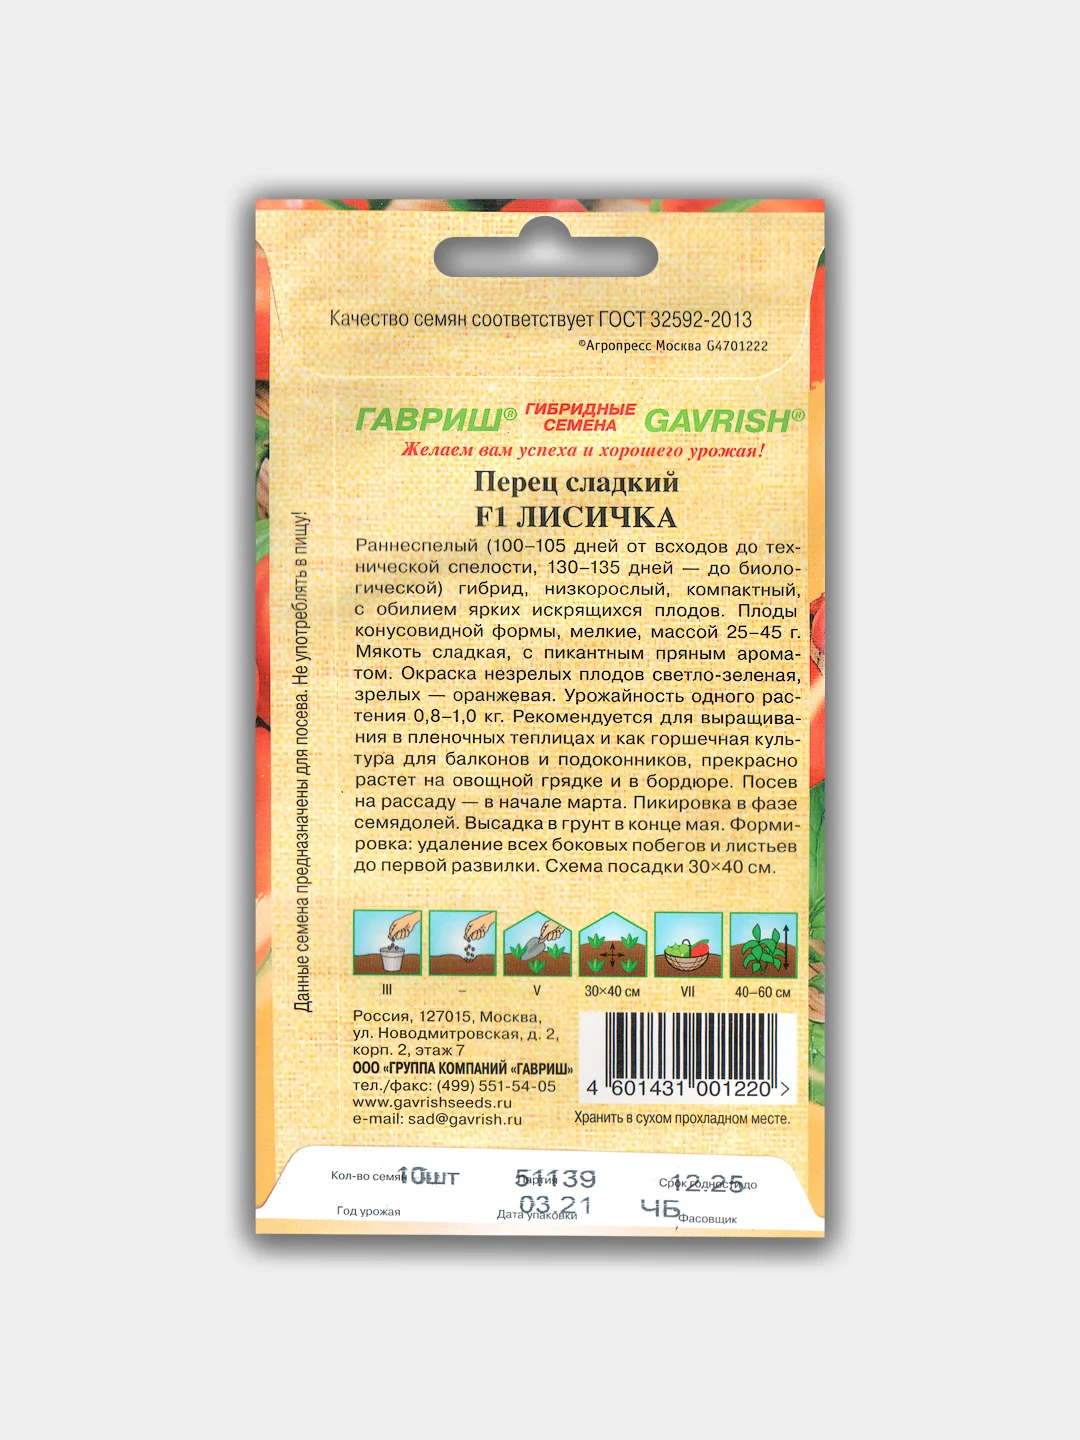 Качество семян соответствует ГОСТ 32592-2013
©Агропресс Москва G4701222
ГАВРИШ® ГИБРИДНЫЕ СЕМЕНА GAVRISH®
Желаем вам успеха и хорошего урожая!
Перец сладкий
F1 ЛИСИЧКА
Раннеспелый (100–105 дней от всходов до тех-
нической спелости, 130–135 дней — до биоло-
гической) гибрид, низкорослый, компактный,
с обилием ярких искрящихся плодов. Плоды
конусовидной формы, мелкие, массой 25–45 г.
Мякоть сладкая, с пикантным пряным арома-
том. Окраска незрелых плодов светло-зеленая,
зрелых — оранжевая. Урожайность одного рас-
тения 0,8–1,0 кг. Рекомендуется для выращива-
ния в пленочных теплицах и как горшечная куль-
тура для балконов и подоконников, прекрасно
растет на овощной грядке и в бордюре. Посев
на рассаду — в начале марта. Пикировка в фазе
семядолей. Высадка в грунт в конце мая. Форми-
ровка: удаление всех боковых побегов и листьев
до первой развилки. Схема посадки 30×40 см.
Данные семена предназначены для посева. Не употреблять в пищу!
III – V 30×40 см VII 40–60 см
Россия, 127015, Москва,
ул. Новодмитровская, д. 2,
корп. 2, этаж 7
ООО «ГРУППА КОМПАНИЙ «ГАВРИШ»
тел./факс: (499) 551-54-05
www.gavrishseeds.ru
e-mail: sad@gavrish.ru
4 601431 001220 >
Хранить в сухом прохладном месте.
Кол-во семян 10шт Партия 51139 Срок годности до 12.25
Год урожая Дата упаковки 03.21 ЧБ Фасовщик